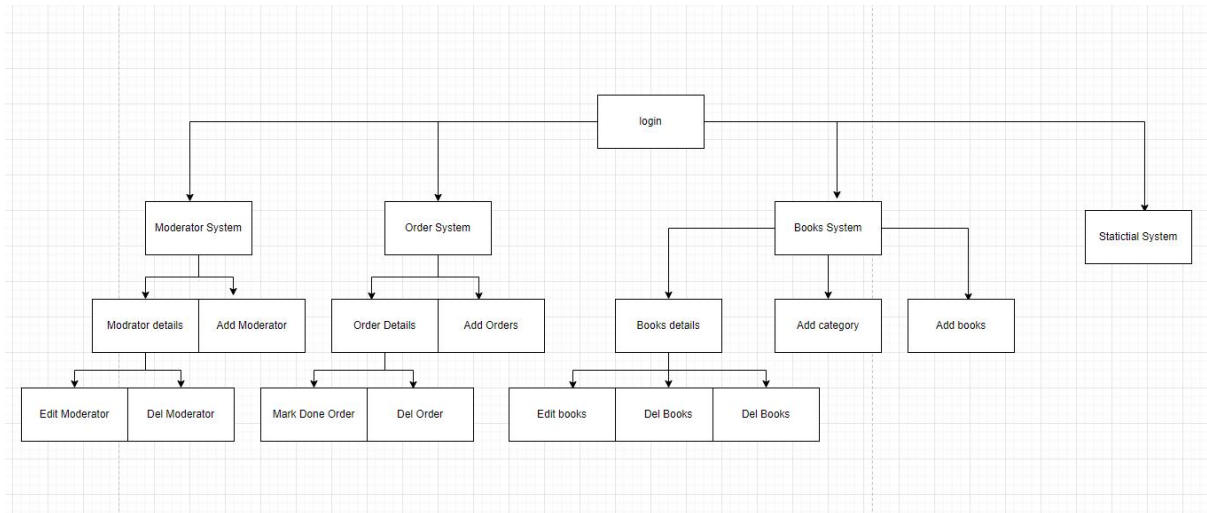 login
Moderator System
Order System
Books System
Statictial System
Modrator details
Add Moderator
Order Details
Add Orders
Books details
Add category
Add books
Edit Moderator
Del Moderator
Mark Done Order
Del Order
Edit books
Del Books
Del Books